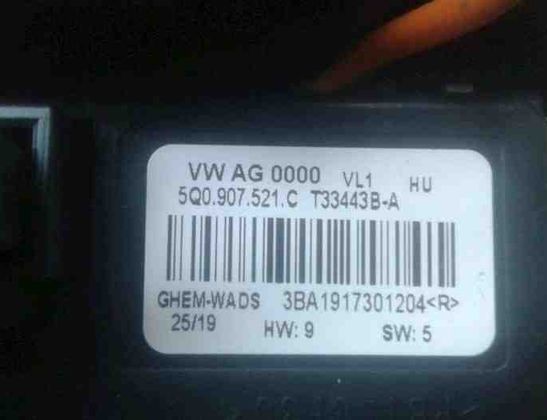 VW AG 0000 VL1 HU
5Q0.907.521.C T33443B-A
GHEM-WADS 3BA1917301204<R>
25/19 HW: 9 SW: 5